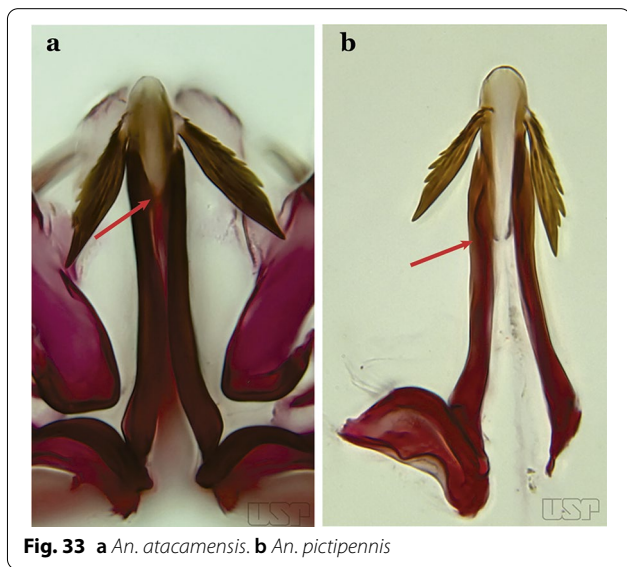 a
b
USP
USP
Fig. 33 a An. atacamensis. b An. pictipennis